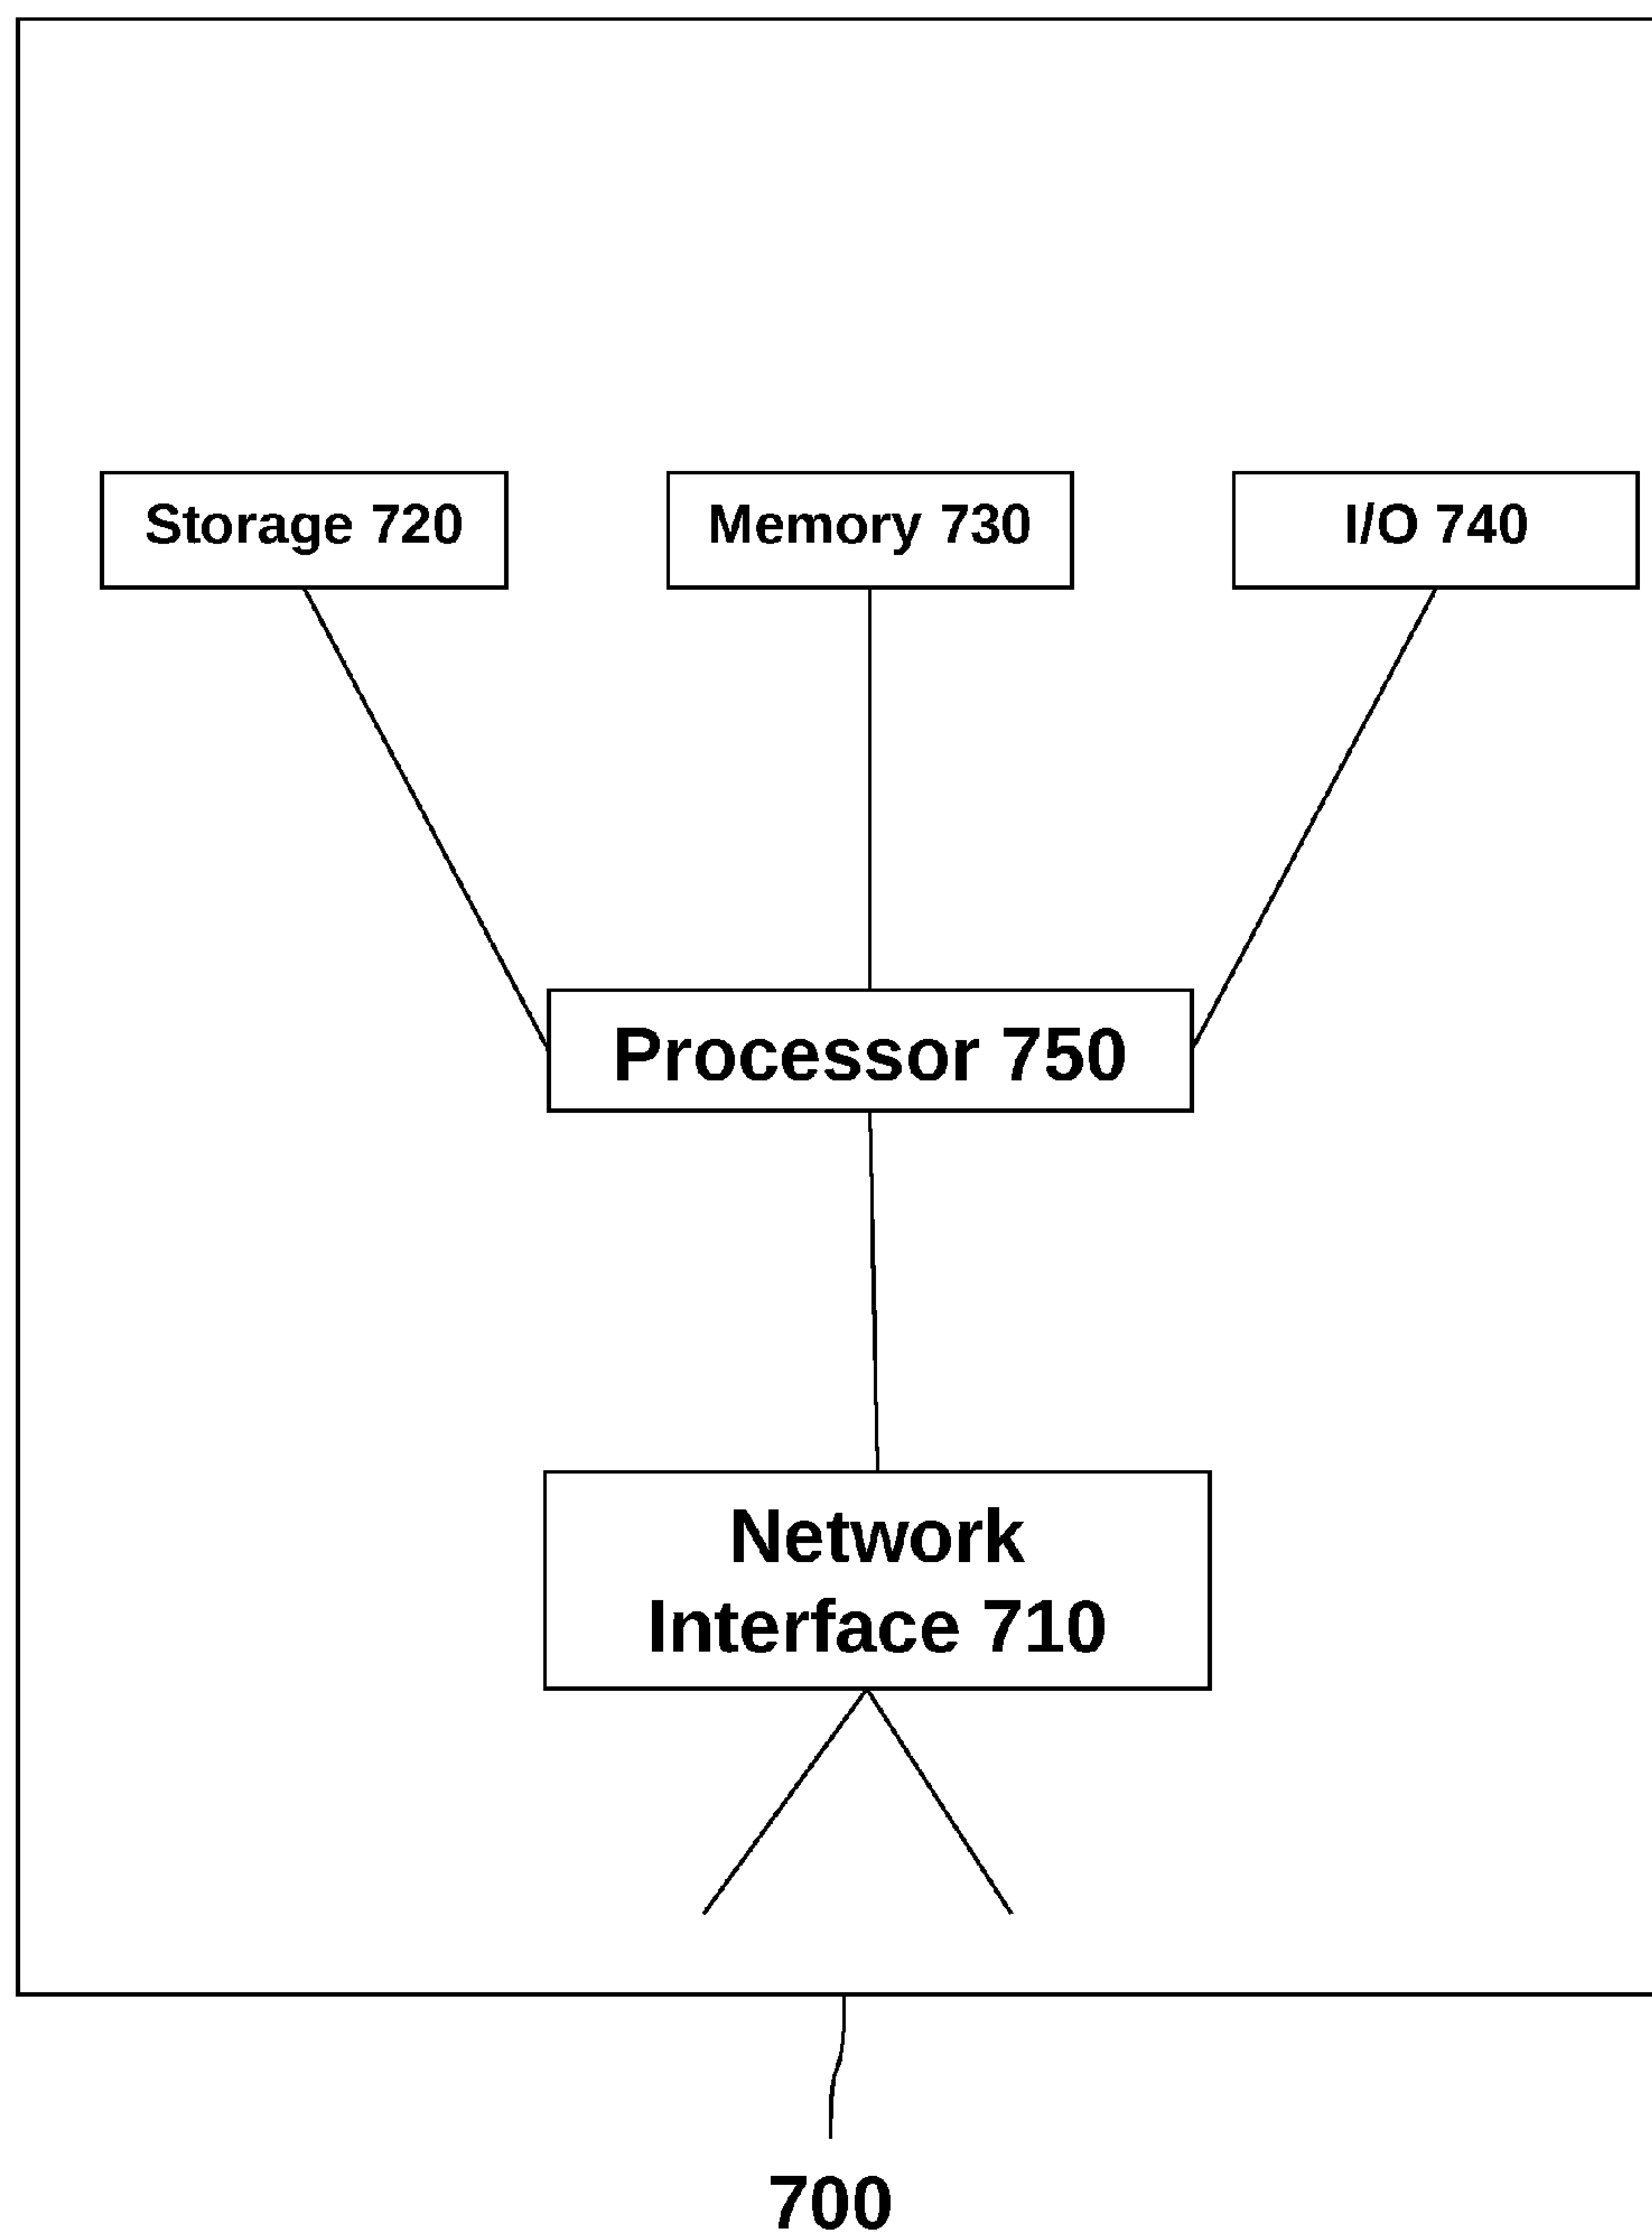 Storage 720
Memory 730
I/O 740
Processor 750
Network
Interface 710
700